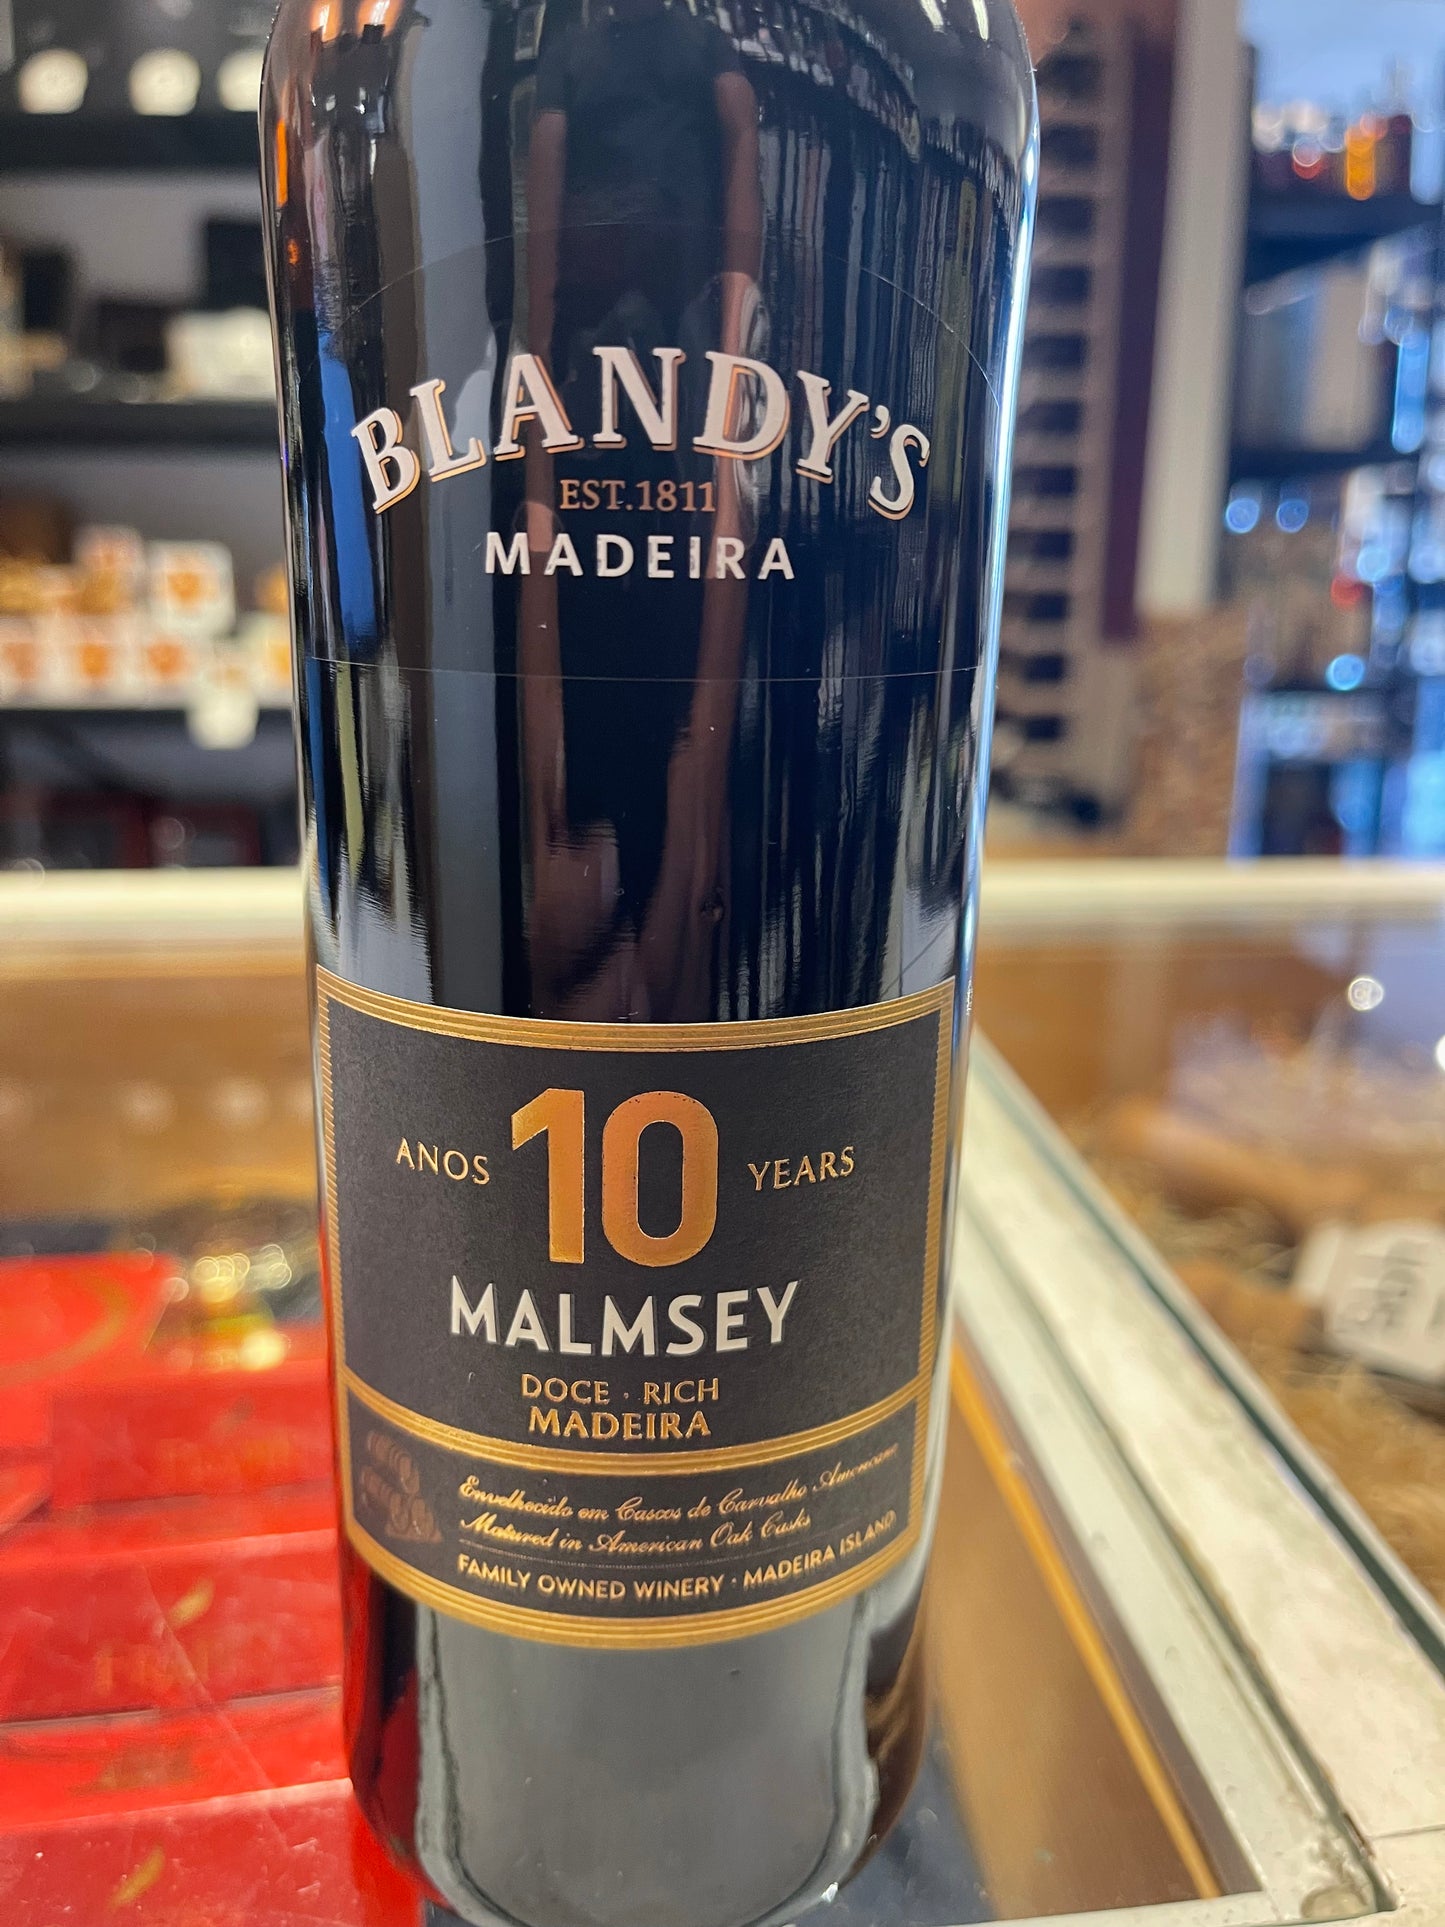 BLANDY'S
EST. 1811
MADEIRA
ANOS 10 YEARS
MALMSEY
DOCE · RICH
MADEIRA
Envelhecido em Cascos de Carvalho Americano
Matured in American Oak Casks
FAMILY OWNED WINERY · MADEIRA ISLAND